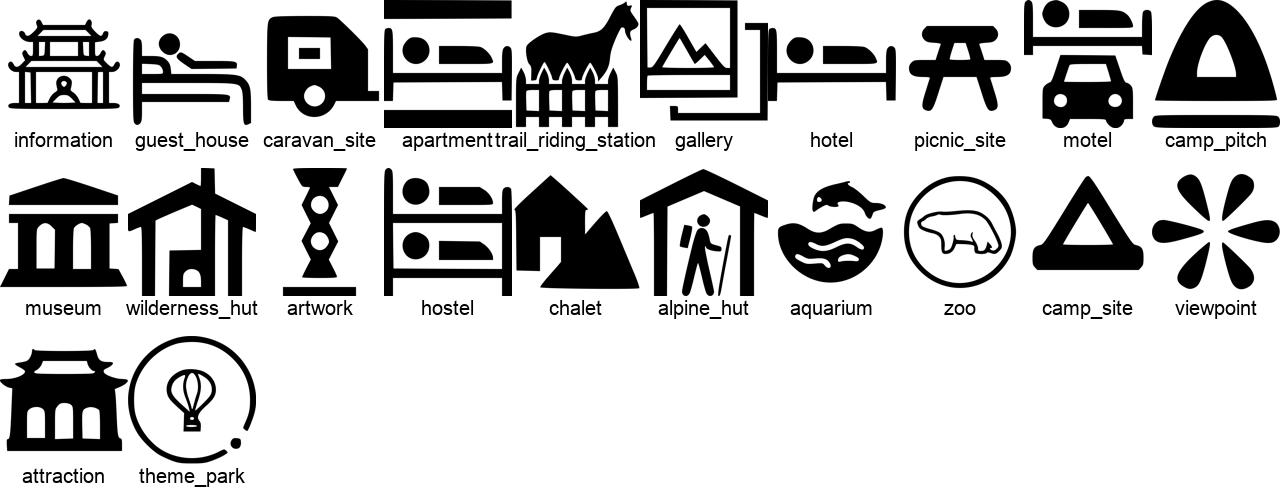 information guest_house caravan_site apartment trail_riding_station gallery hotel picnic_site motel camp_pitch
museum wilderness_hut artwork hostel chalet alpine_hut aquarium zoo camp_site viewpoint
attraction theme_park